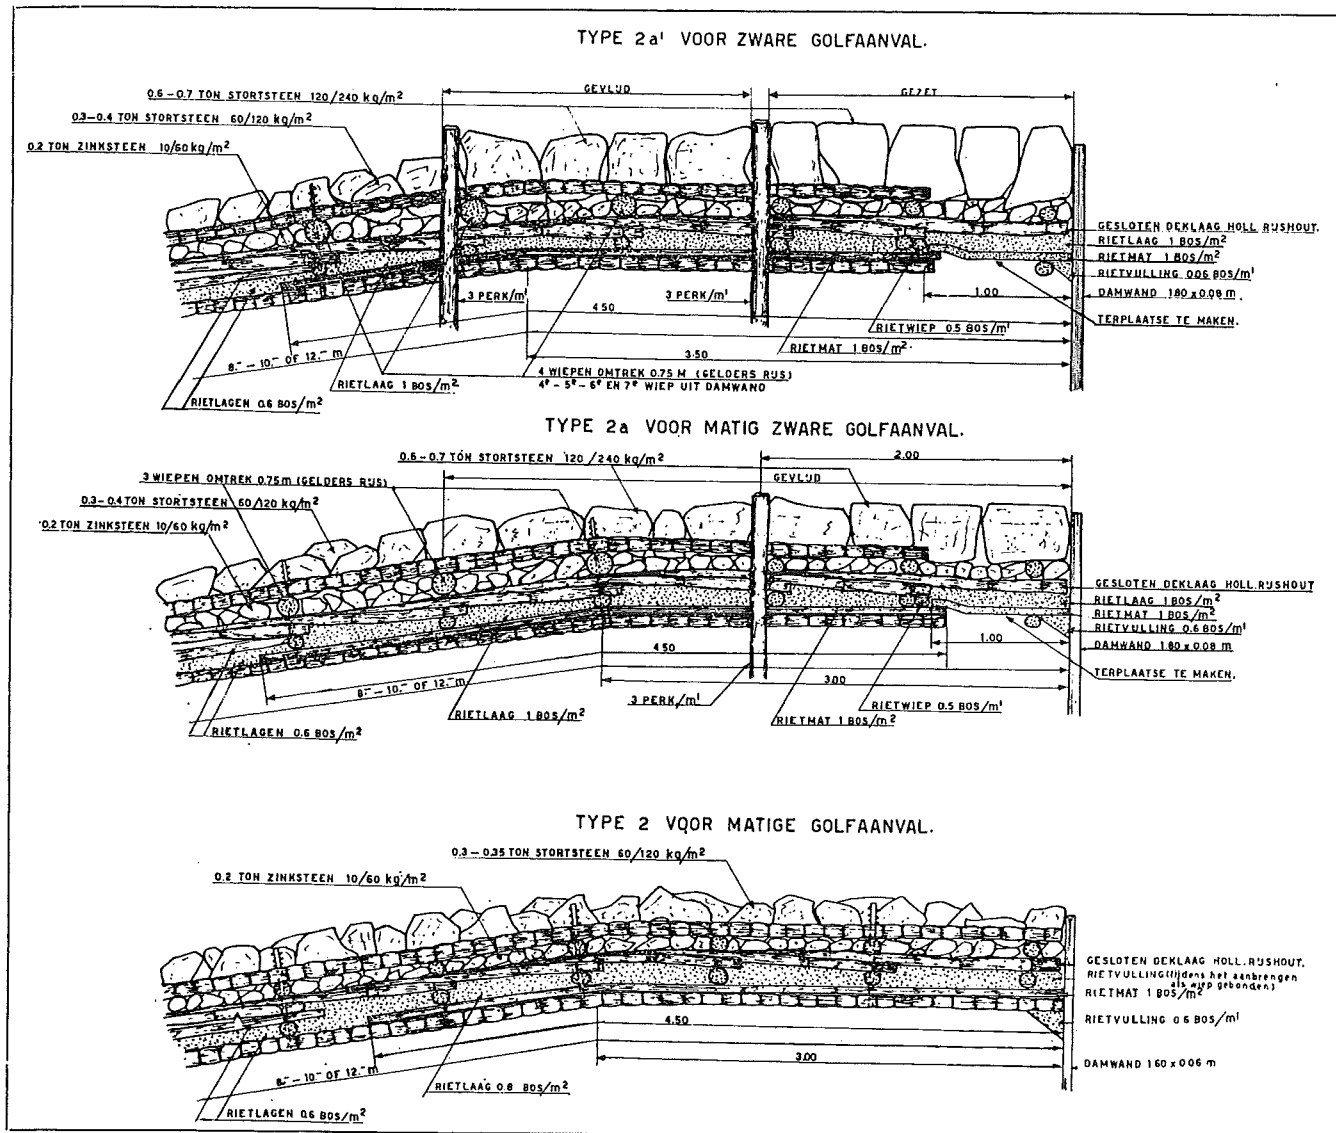 TYPE 2a' VOOR ZWARE GOLFAANVAL.
0.6-0.7 TON STORTSTEEN 120/240 kg/m²
GEVLIJD
GEZET
0.3-0.4 TON STORTSTEEN 60/120 kg/m²
0.2 TON ZINKSTEEN 10/60 kg/m²
GESLOTEN DEKLAAG HOLL RIJSHOUT.
RIETLAAG 1 BOS/m²
RIETMAT 1 BOS/m²
RIETVULLING 0.06 BOS/m'
DAMWAND 1.80 x 0.08 m
TERPLAATSE TE MAKEN.
3 PERK/m'
3 PERK/m'
1.00
4.50
RIETWIEP 0.5 BOS/m'
RIETMAT 1 BOS/m².
3.50
8.- - 10.- OF 12.- m
4 WIEPEN OMTREK 0.75 M (GELDERS RIJS)
4e - 5e - 6e EN 7e WIEP UIT DAMWAND
RIETLAAG 1 BOS/m²
RIETLAGEN 0.6 BOS/m²
TYPE 2a VOOR MATIG ZWARE GOLFAANVAL.
0.6-0.7 TON STORTSTEEN 120/240 kg/m²
2.00
GEVLIJD
3 WIEPEN OMTREK 0.75 m (GELDERS RIJS)
0.3-0.4 TON STORTSTEEN 60/120 kg/m²
0.2 TON ZINKSTEEN 10/60 kg/m²
GESLOTEN DEKLAAG HOLL. RIJSHOUT
RIETLAAG 1 BOS/m²
RIETMAT 1 BOS/m²
RIETVULLING 0.6 BOS/m'
DAMWAND 1.80 x 0.08 m
TERPLAATSE TE MAKEN.
1.00
4.50
3.00
8.- - 10.- OF 12.- m
3 PERK/m'
RIETWIEP 0.5 BOS/m'
RIETMAT 1 BOS/m²
RIETLAAG 1 BOS/m²
RIETLAGEN 0.6 BOS/m²
TYPE 2 VOOR MATIGE GOLFAANVAL.
0.3-0.35 TON STORTSTEEN 60/120 kg/m²
0.2 TON ZINKSTEEN 10/60 kg/m²
GESLOTEN DEKLAAG HOLL. RIJSHOUT.
RIETVULLING (tijdens het aanbrengen
als wiep gebonden)
RIETMAT 1 BOS/m²
RIETVULLING 0.6 BOS/m'
DAMWAND 1.60 x 0.06 m
4.50
3.00
8.- - 10.- OF 12.- m
RIETLAAG 0.8 BOS/m²
RIETLAGEN 0.6 BOS/m²